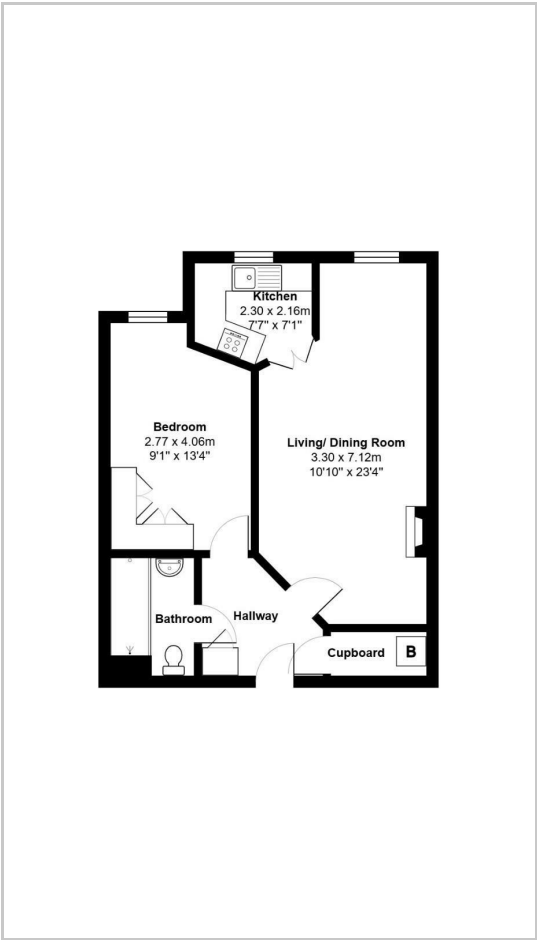 Kitchen
2.30 x 2.16m
7'7" x 7'1"
Bedroom
2.77 x 4.06m
9'1" x 13'4"
Living/ Dining Room
3.30 x 7.12m
10'10" x 23'4"
Bathroom
Hallway
Cupboard
B